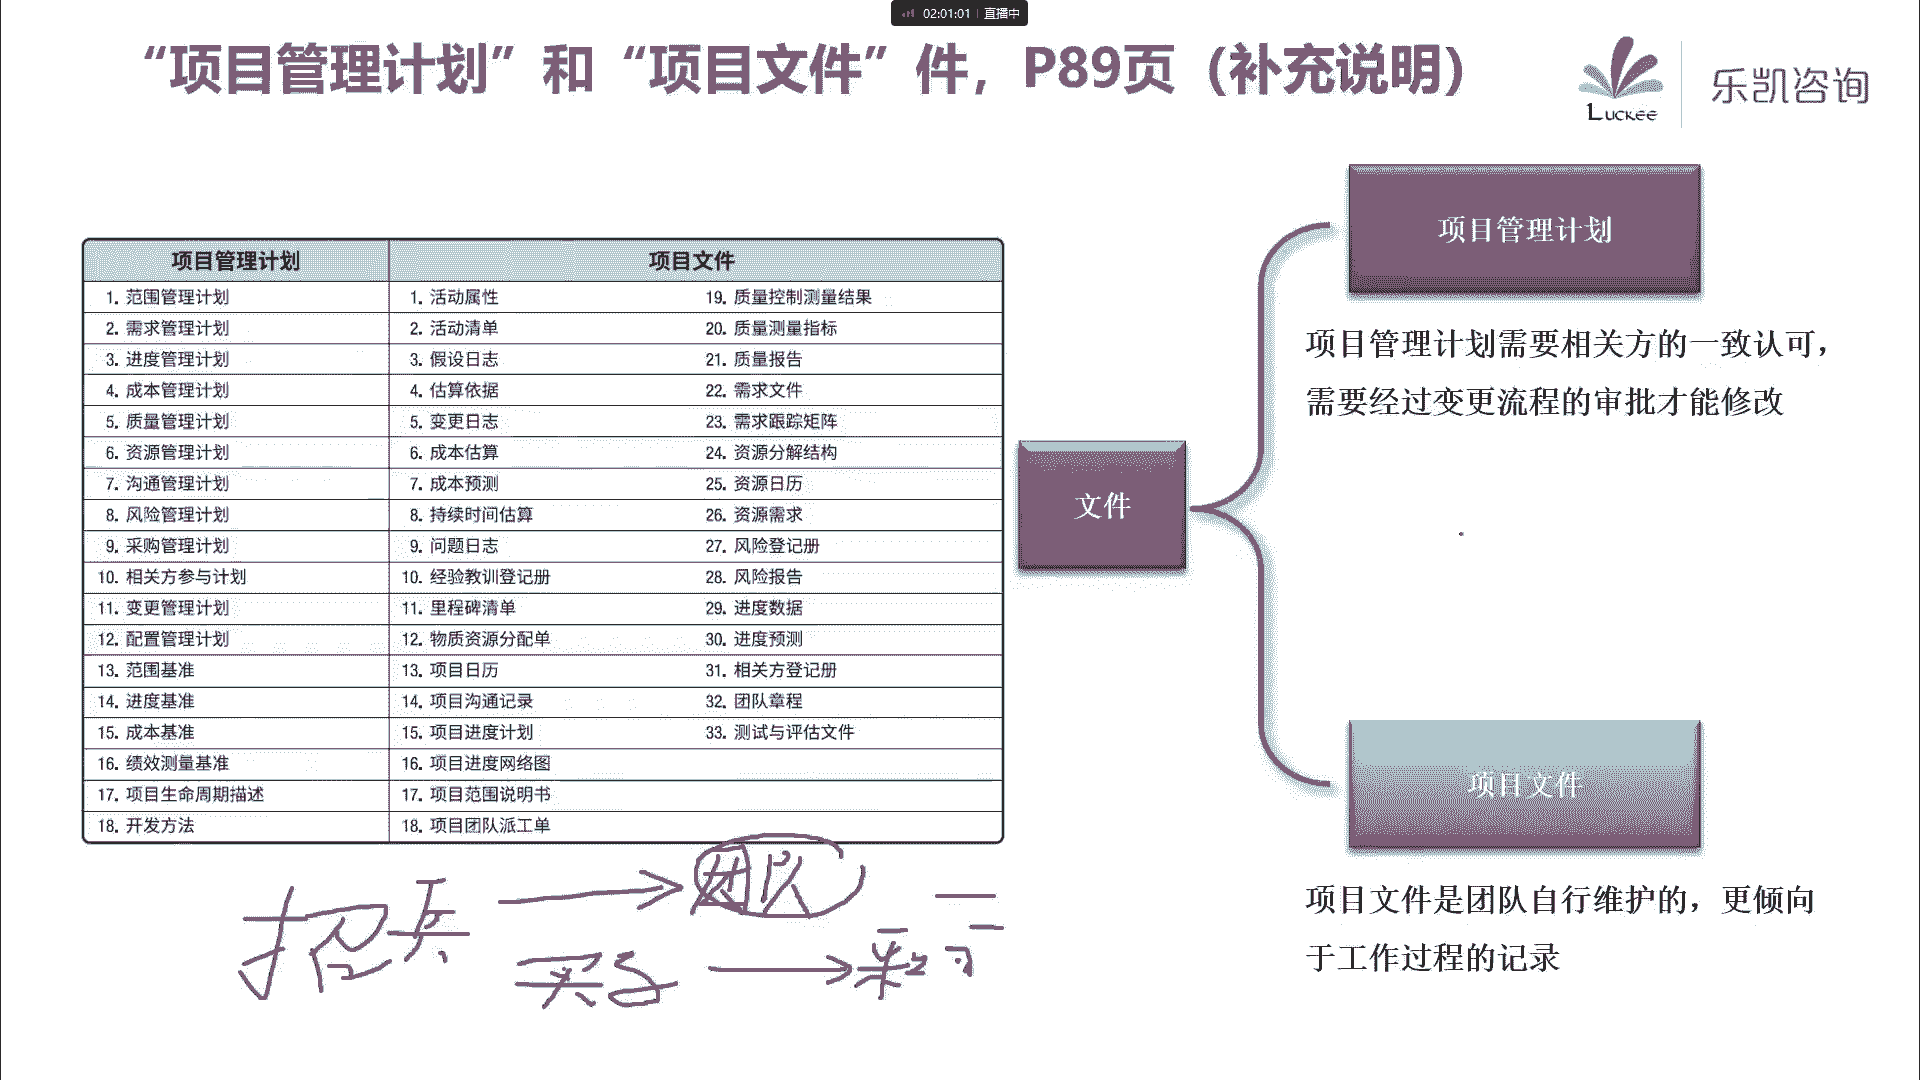 02:01:01 直播中
“项目管理计划”和“项目文件”件，P89页（补充说明）
LUCKEE
乐凯咨询
项目管理计划 项目文件
1. 范围管理计划 1. 活动属性 19. 质量控制测量结果
2. 需求管理计划 2. 活动清单 20. 质量测量指标
3. 进度管理计划 3. 假设日志 21. 质量报告
4. 成本管理计划 4. 估算依据 22. 需求文件
5. 质量管理计划 5. 变更日志 23. 需求跟踪矩阵
6. 资源管理计划 6. 成本估算 24. 资源分解结构
7. 沟通管理计划 7. 成本预测 25. 资源日历
8. 风险管理计划 8. 持续时间估算 26. 资源需求
9. 采购管理计划 9. 问题日志 27. 风险登记册
10. 相关方参与计划 10. 经验教训登记册 28. 风险报告
11. 变更管理计划 11. 里程碑清单 29. 进度数据
12. 配置管理计划 12. 物质资源分配单 30. 进度预测
13. 范围基准 13. 项目日历 31. 相关方登记册
14. 进度基准 14. 项目沟通记录 32. 团队章程
15. 成本基准 15. 项目进度计划 33. 测试与评估文件
16. 绩效测量基准 16. 项目进度网络图
17. 项目生命周期描述 17. 项目范围说明书
18. 开发方法 18. 项目团队派工单
招兵 团队
文件
项目管理计划
项目管理计划需要相关方的一致认可，
需要经过变更流程的审批才能修改
项目文件
项目文件是团队自行维护的，更倾向
于工作过程的记录